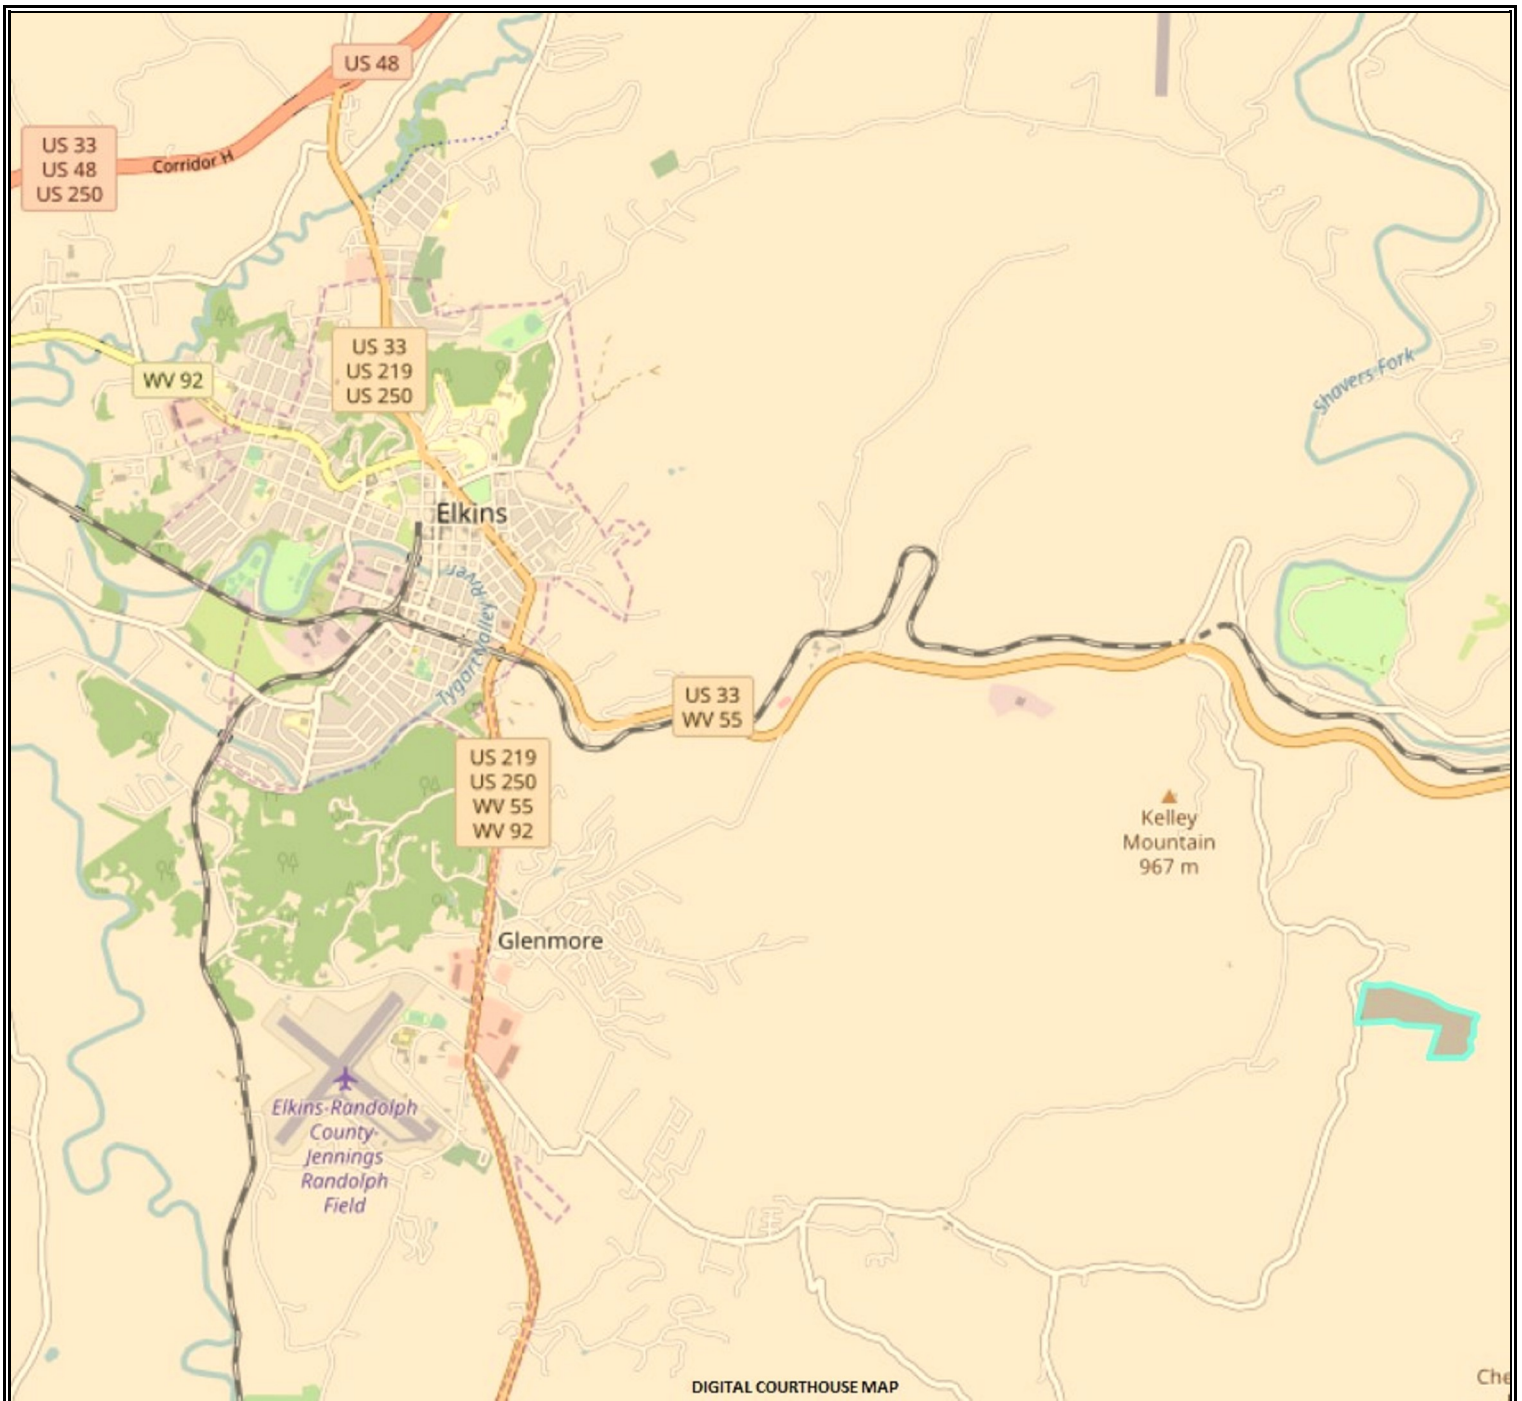 US 48
US 33
US 48
US 250
Corridor H
US 33
US 219
US 250
WV 92
Shavers Fork
Elkins
Tygart Valley River
US 33
WV 55
US 219
US 250
WV 55
WV 92
Kelley
Mountain
967 m
Glenmore
Elkins-Randolph
County-
Jennings
Randolph
Field
Che
DIGITAL COURTHOUSE MAP